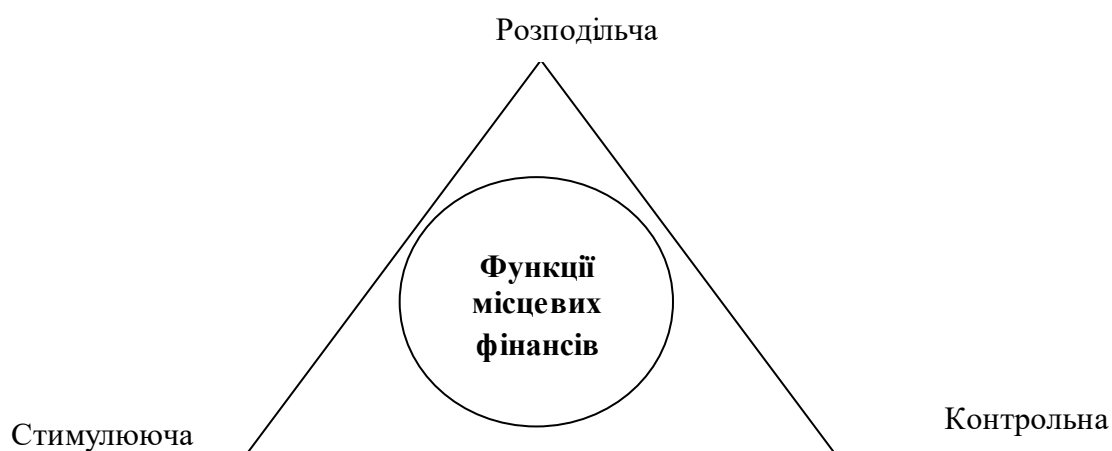 Розподільча
Функції
місцевих
фінансів
Стимулююча
Контрольна